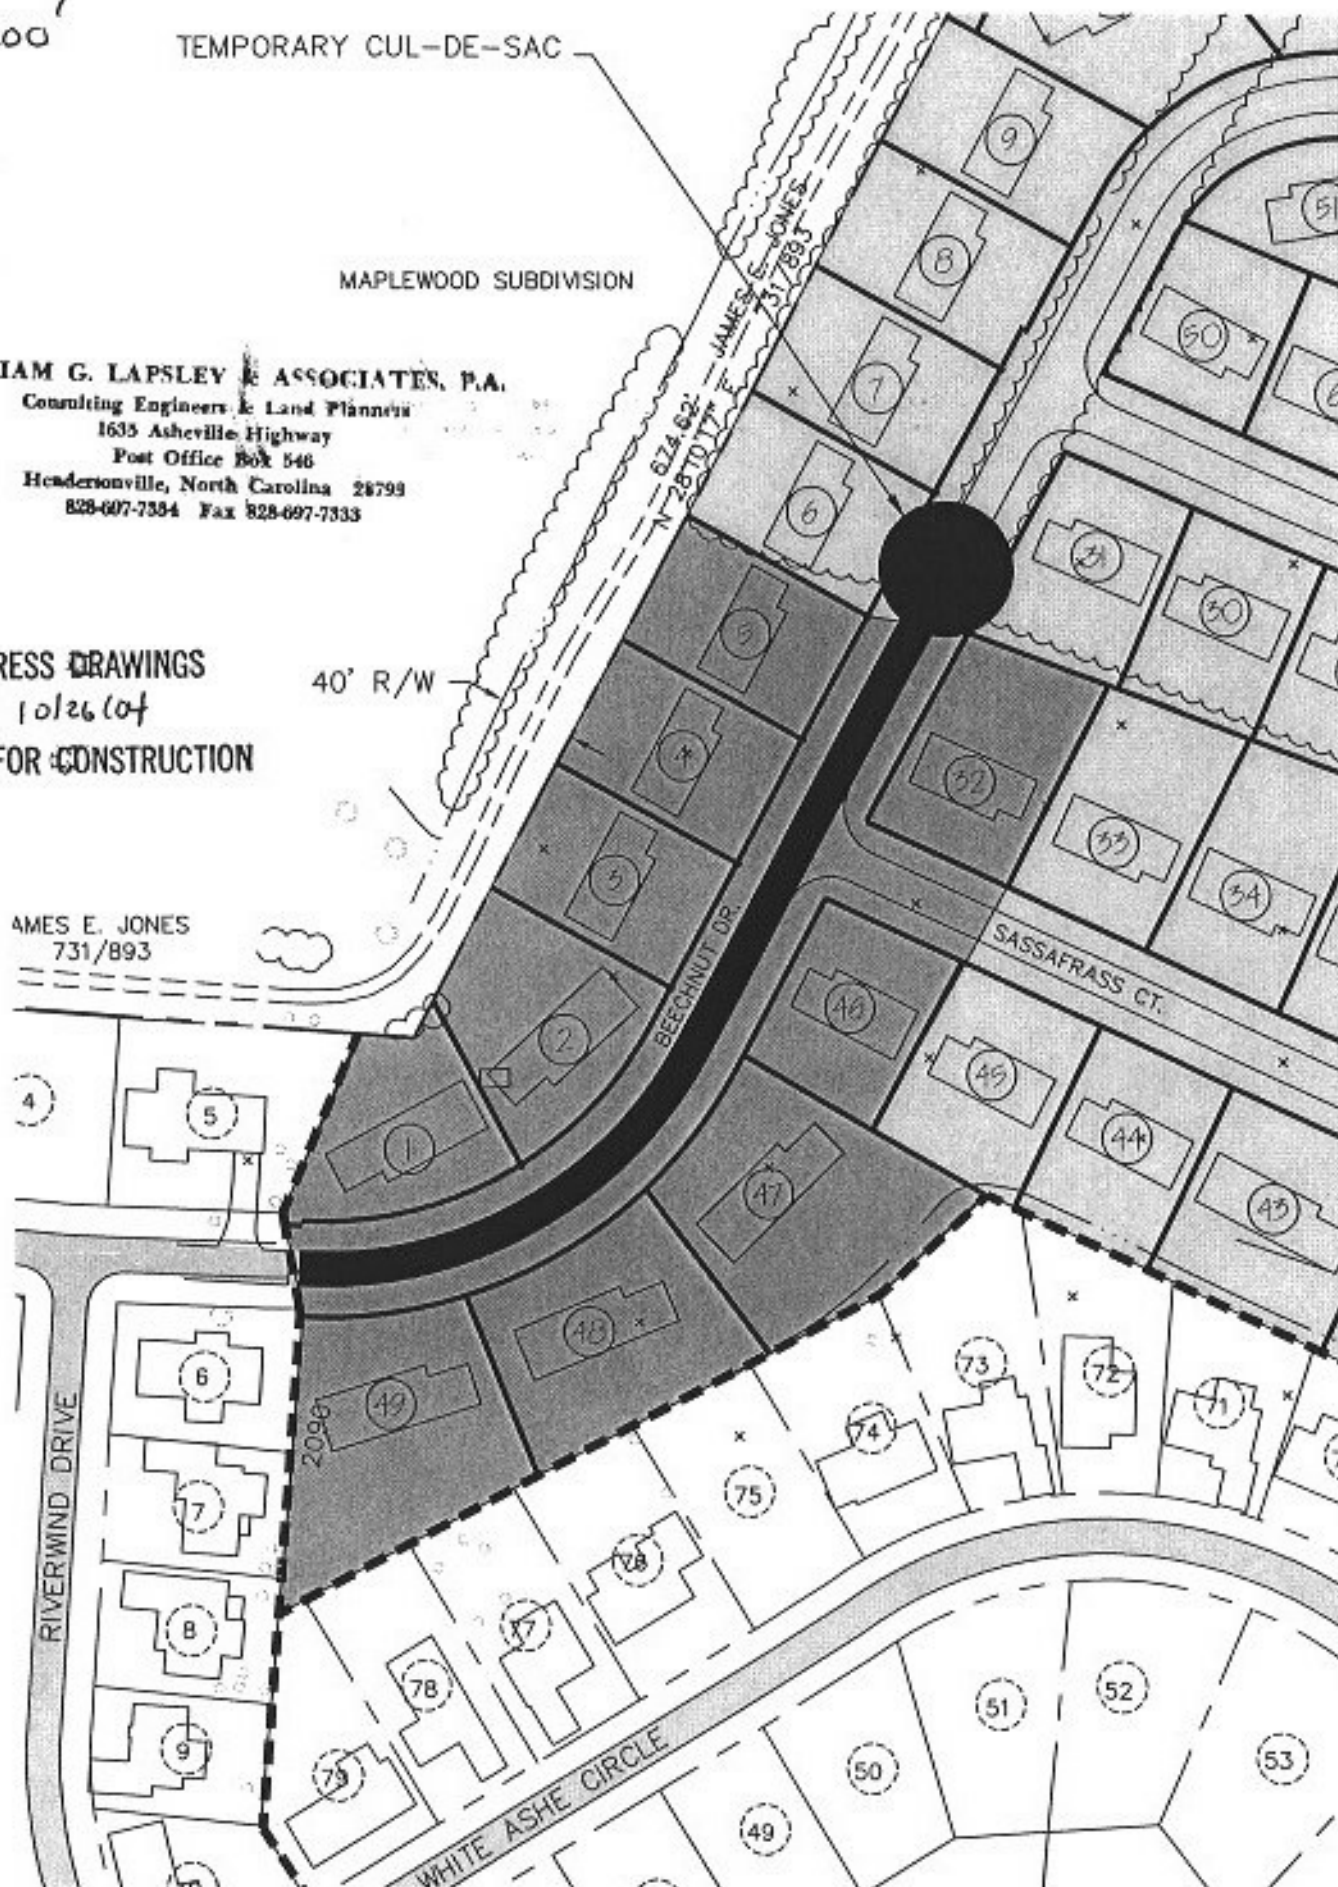 TEMPORARY CUL-DE-SAC
MAPLEWOOD SUBDIVISION
IAM G. LAPSLEY & ASSOCIATES, P.A.
Consulting Engineers & Land Planners
1635 Asheville Highway
Post Office Box 546
Hendersonville, North Carolina 28793
828-697-7334 Fax 828-697-7333
JAMES E. JONES
731/893
674.62'
N 28°10'17" E
RESS DRAWINGS
10/26/04
FOR CONSTRUCTION
40' R/W
AMES E. JONES
731/893
BEECHNUT DR.
SASSAFRASS CT.
RIVERWIND DRIVE
WHITE ASHE CIRCLE
2090
9
8
7
6
5
4
3
2
1
51
50
31
30
32
33
34
46
45
44
43
47
48
49
4
5
6
7
8
9
79
78
77
76
75
74
73
72
71
49
50
51
52
53